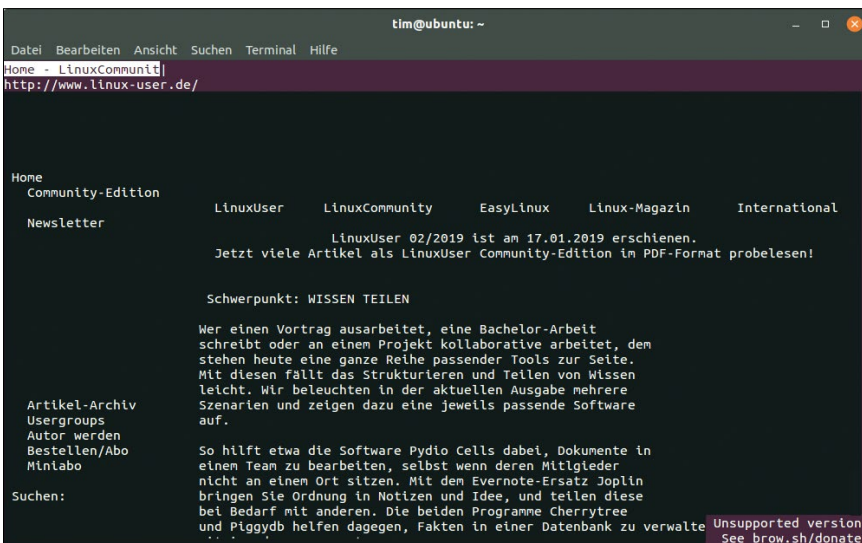 tim@ubuntu: ~
Datei Bearbeiten Ansicht Suchen Terminal Hilfe
Home - LinuxCommunit
http://www.linux-user.de/
Home
Community-Edition
LinuxUser LinuxCommunity EasyLinux Linux-Magazin International
Newsletter
LinuxUser 02/2019 ist am 17.01.2019 erschienen.
Jetzt viele Artikel als LinuxUser Community-Edition im PDF-Format probelesen!
Schwerpunkt: WISSEN TEILEN
Wer einen Vortrag ausarbeitet, eine Bachelor-Arbeit
schreibt oder an einem Projekt kollaborative arbeitet, dem
stehen heute eine ganze Reihe passender Tools zur Seite.
Mit diesen fällt das Strukturieren und Teilen von Wissen
leicht. Wir beleuchten in der aktuellen Ausgabe mehrere
Artikel-Archiv Szenarien und zeigen dazu eine jeweils passende Software
Usergroups auf.
Autor werden
Bestellen/Abo So hilft etwa die Software Pydio Cells dabei, Dokumente in
Miniabo einem Team zu bearbeiten, selbst wenn deren Mitlgieder
nicht an einem Ort sitzen. Mit dem Evernote-Ersatz Joplin
Suchen: bringen Sie Ordnung in Notizen und Idee, und teilen diese
bei Bedarf mit anderen. Die beiden Programme Cherrytree
und Piggydb helfen dagegen, Fakten in einer Datenbank zu verwalte
Unsupported version
See brow.sh/donate